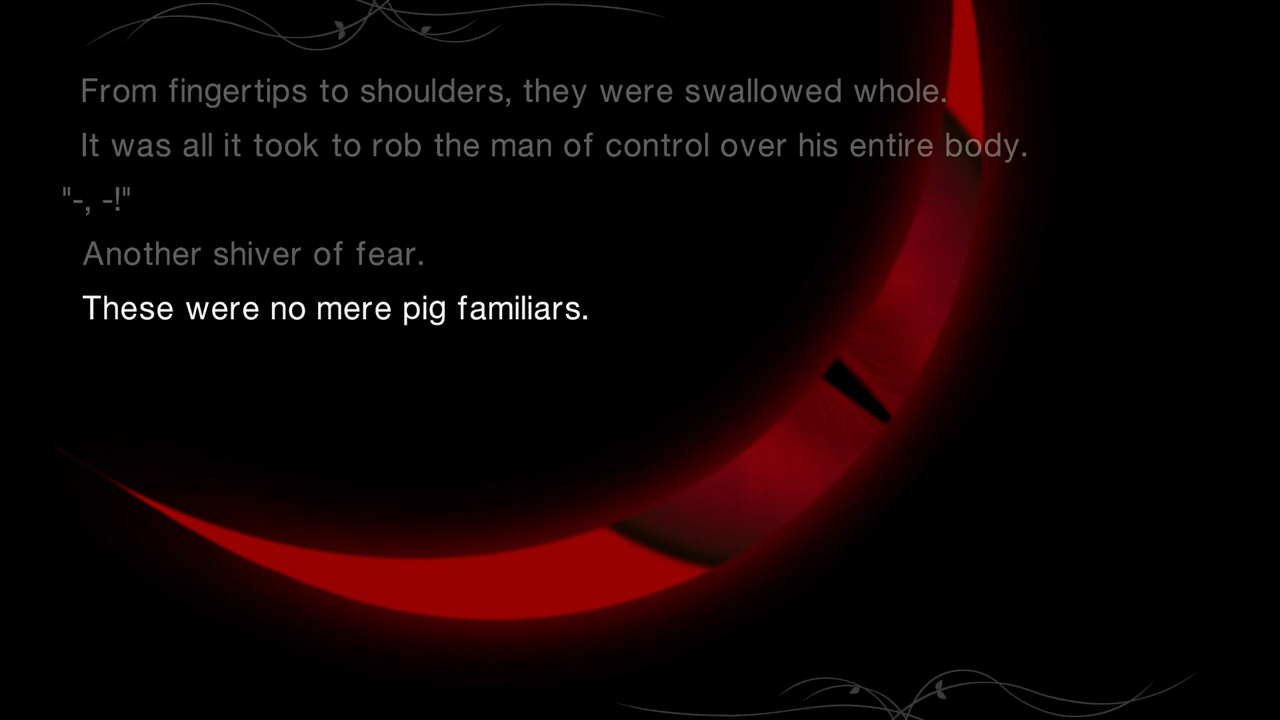 From fingertips to shoulders, they were swallowed whole.
It was all it took to rob the man of control over his entire body.
"-, -!"
Another shiver of fear.
These were no mere pig familiars.